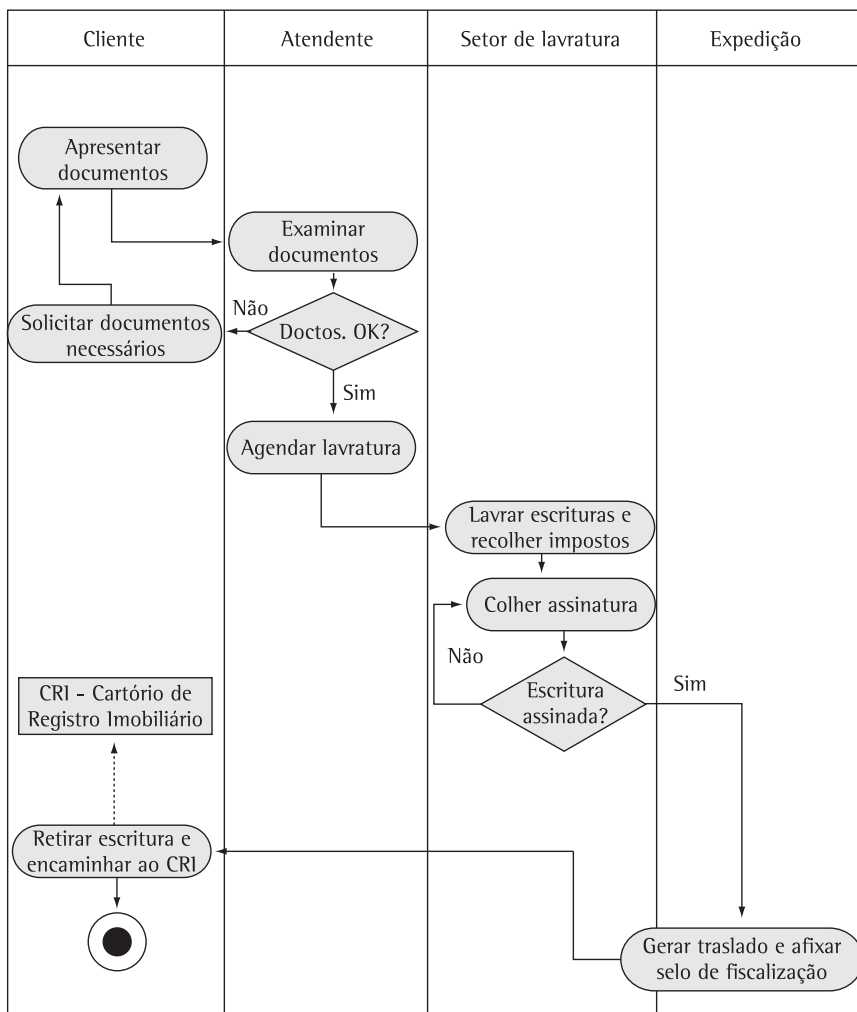 Cliente
Atendente
Setor de lavratura
Expedição
Apresentar
documentos
Examinar
documentos
Não
Solicitar documentos
necessários
Doctos. OK?
Sim
Agendar lavratura
Lavrar escrituras e
recolher impostos
Colher assinatura
Não
Escritura
assinada?
Sim
CRI - Cartório de
Registro Imobiliário
Retirar escritura e
encaminhar ao CRI
Gerar traslado e afixar
selo de fiscalização